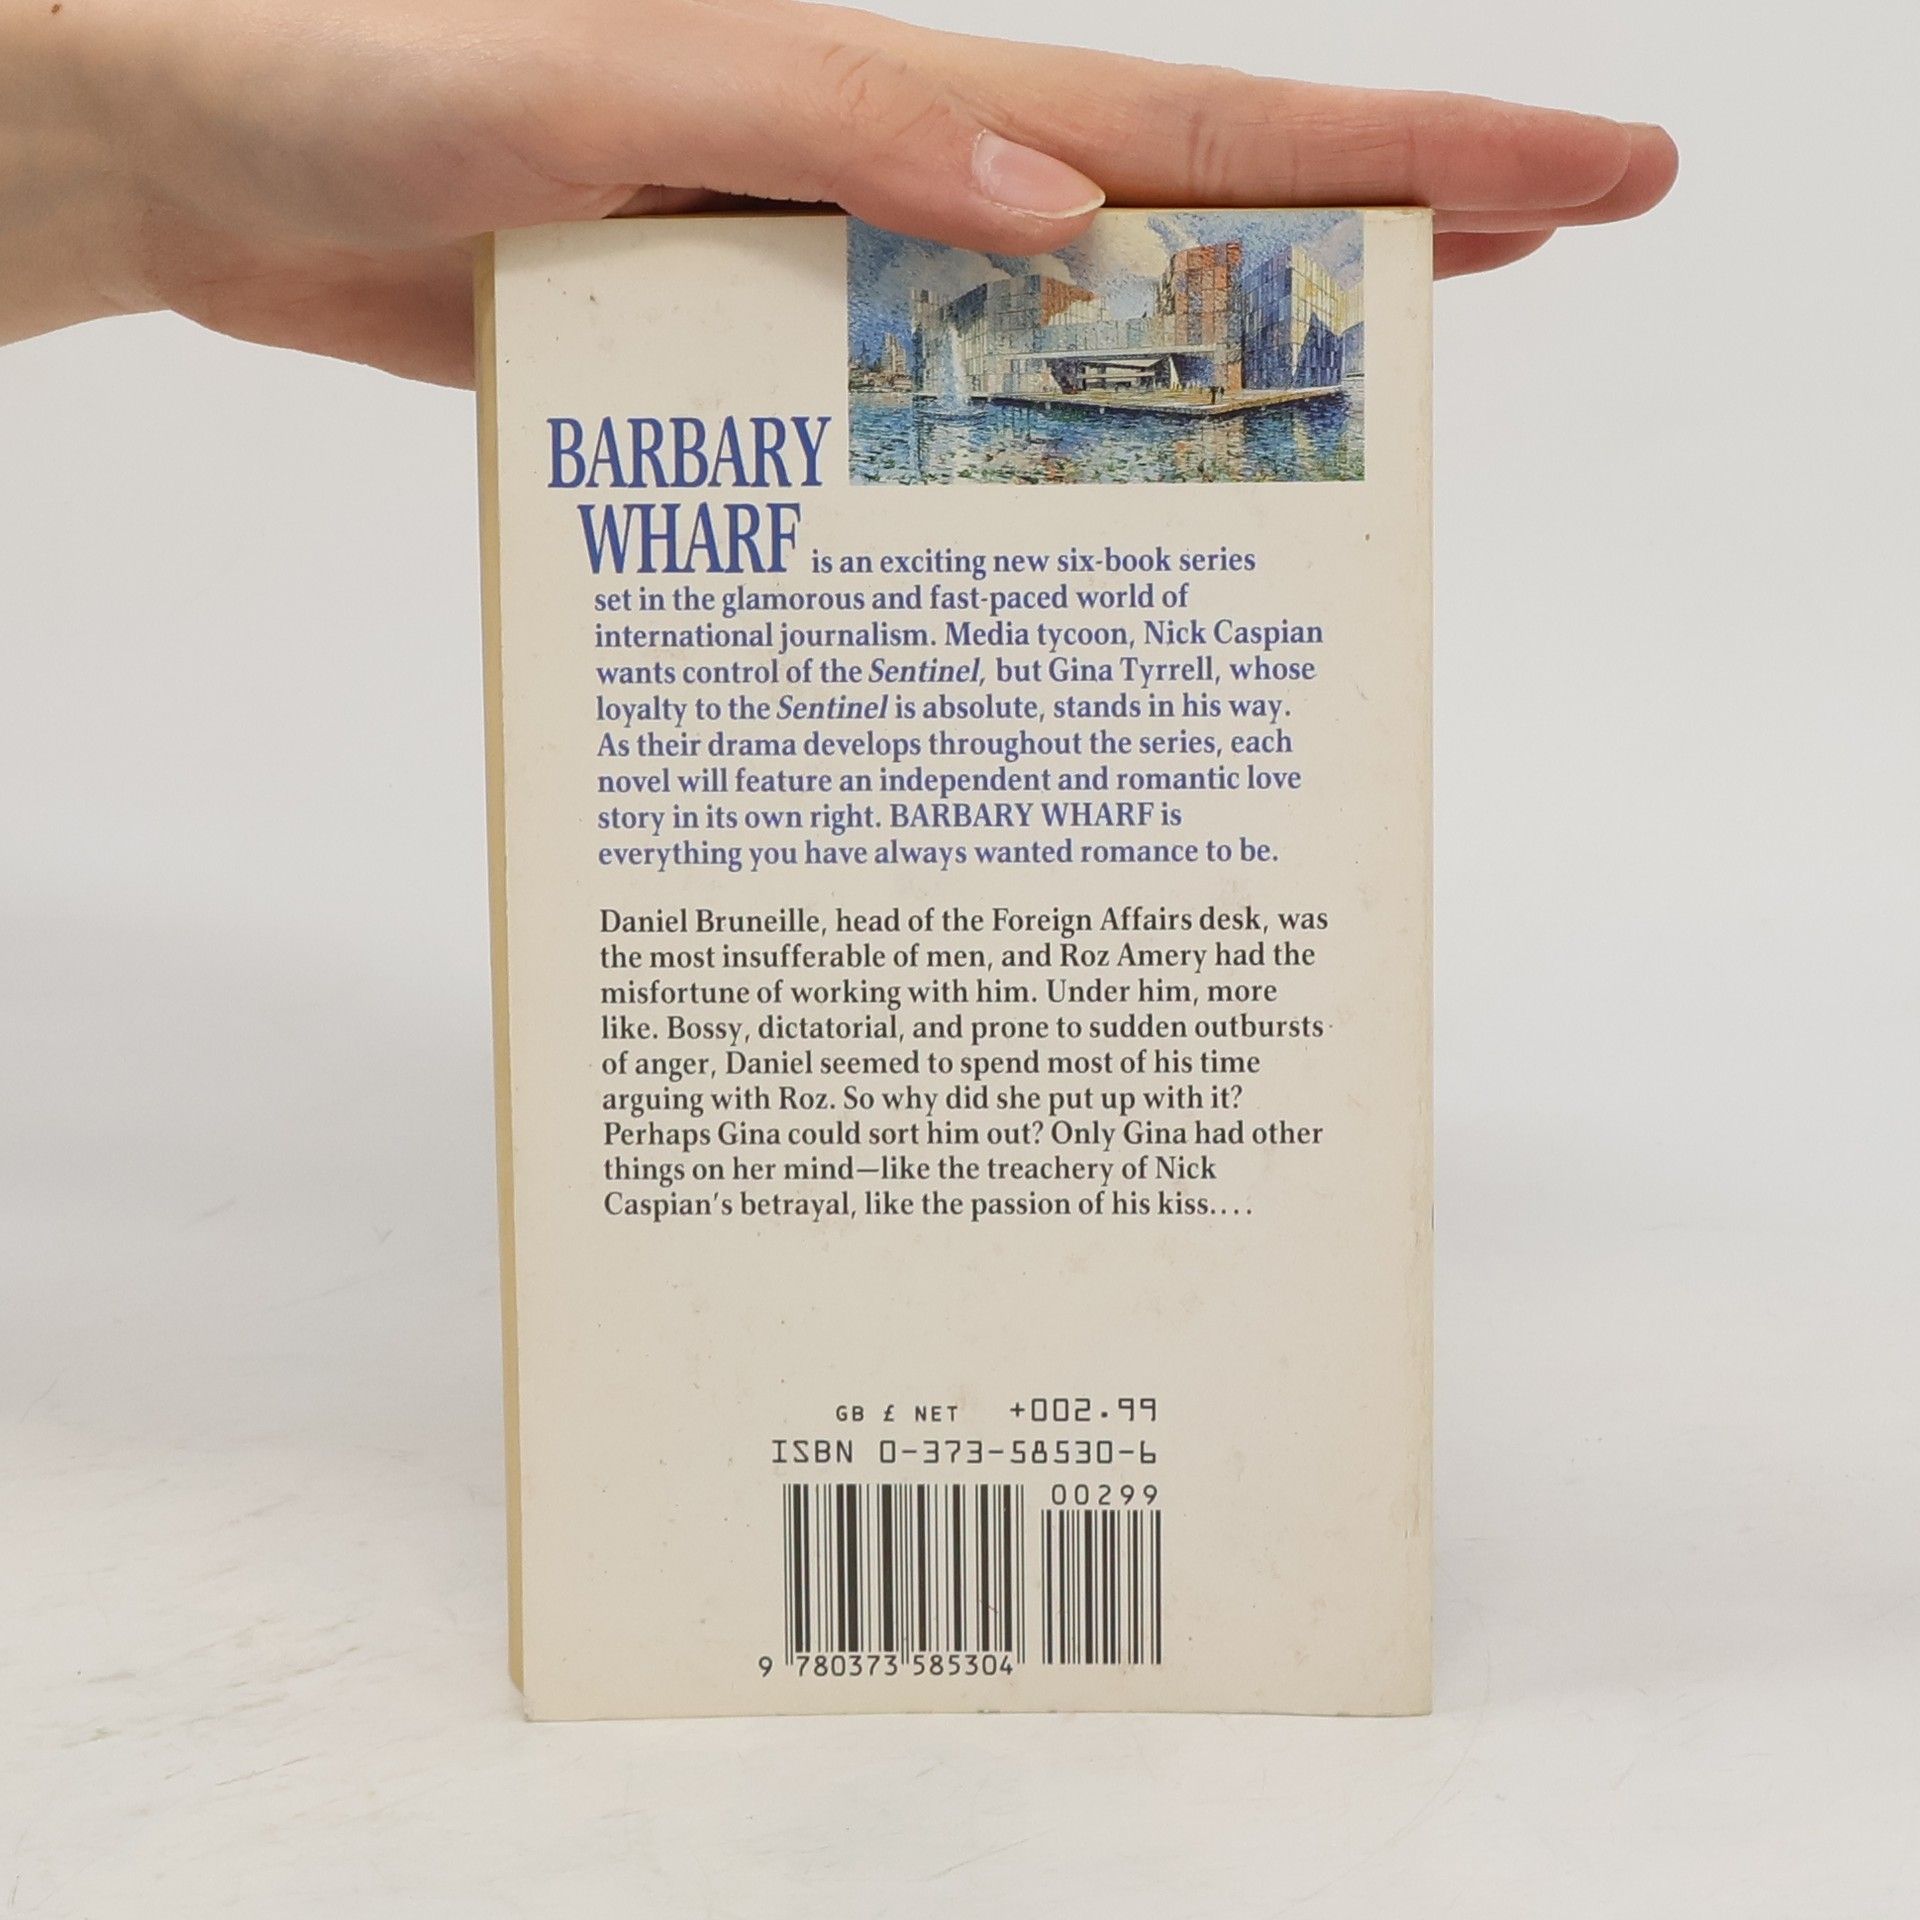 BARBARY
WHARF is an exciting new six-book series
set in the glamorous and fast-paced world of
international journalism. Media tycoon, Nick Caspian
wants control of the Sentinel, but Gina Tyrrell, whose
loyalty to the Sentinel is absolute, stands in his way.
As their drama develops throughout the series, each
novel will feature an independent and romantic love
story in its own right. BARBARY WHARF is
everything you have always wanted romance to be.
Daniel Bruneille, head of the Foreign Affairs desk, was
the most insufferable of men, and Roz Amery had the
misfortune of working with him. Under him, more
like. Bossy, dictatorial, and prone to sudden outbursts
of anger, Daniel seemed to spend most of his time
arguing with Roz. So why did she put up with it?
Perhaps Gina could sort him out? Only Gina had other
things on her mind—like the treachery of Nick
Caspian's betrayal, like the passion of his kiss....
GB £ NET +002.99
ISBN 0-373-58530-6
00299
9 780373 585304